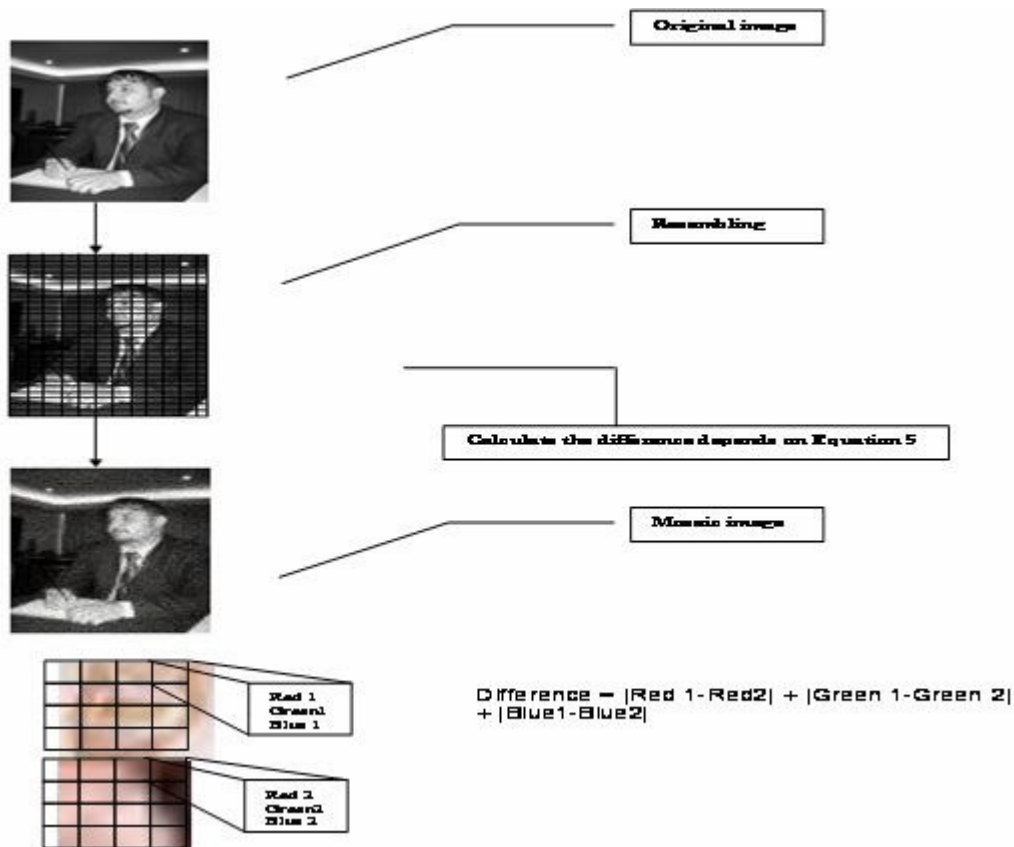 Original image
Resembling
Calculate the difference depends on Equation 5
Mosaic image
Red 1
Green1
Blue 1
Difference = |Red 1-Red2| + |Green 1-Green 2|
+ |Blue1-Blue2|
Red 2
Green2
Blue 2